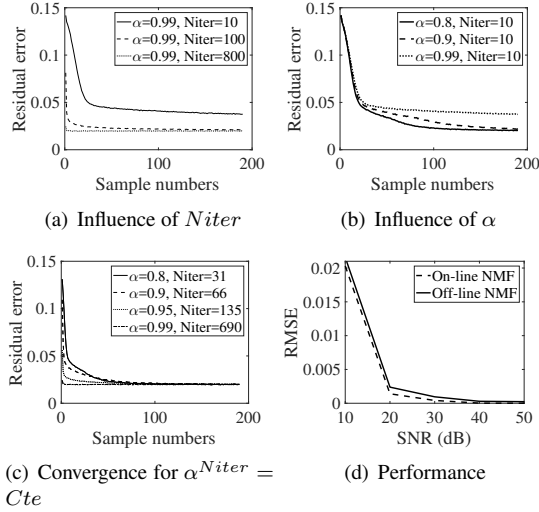 0.15
0.1
0.05
0
Residual error
α=0.99, Niter=10
α=0.99, Niter=100
α=0.99, Niter=800
0 100 200
Sample numbers
(a) Influence of Niter
0.15
0.1
0.05
0
Residual error
α=0.8, Niter=10
α=0.9, Niter=10
α=0.99, Niter=10
0 100 200
Sample numbers
(b) Influence of α
0.15
0.1
0.05
0
Residual error
α=0.8, Niter=31
α=0.9, Niter=66
α=0.95, Niter=135
α=0.99, Niter=690
0 100 200
Sample numbers
(c) Convergence for α^Niter =
Cte
0.02
0.015
0.01
0.005
0
RMSE
On-line NMF
Off-line NMF
10 20 30 40 50
SNR (dB)
(d) Performance